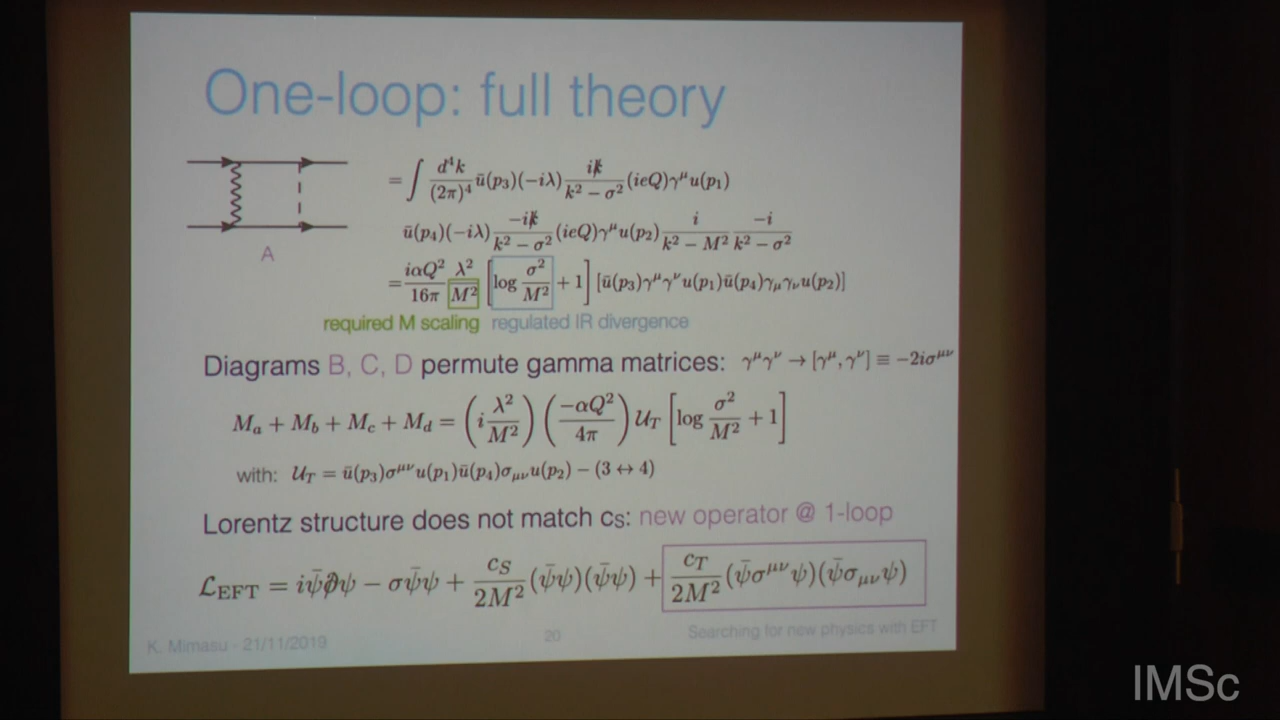 One-loop: full theory
= ∫ d⁴k/(2π)⁴ ū(p₃)(−iλ) ik̸/(k² − σ²) (ieQ)γ^μ u(p₁)
ū(p₄)(−iλ) −ik̸/(k² − σ²) (ieQ)γ^μ u(p₂) i/(k² − M²) −i/(k² − σ²)
A
= iαQ²/16π λ²/M² [log σ²/M² + 1] [ū(p₃)γ^μγ^ν u(p₁)ū(p₄)γ_μγ_ν u(p₂)]
required M scaling regulated IR divergence
Diagrams B, C, D permute gamma matrices: γ^μγ^ν → [γ^μ, γ^ν] ≡ −2iσ^μν
M_a + M_b + M_c + M_d = (i λ²/M²) (−αQ²/4π) 𝒰_T [log σ²/M² + 1]
with: 𝒰_T = ū(p₃)σ^μν u(p₁)ū(p₄)σ_μν u(p₂) − (3 ↔ 4)
Lorentz structure does not match c_S: new operator @ 1-loop
ℒ_EFT = iψ̄∂̸ψ − σψ̄ψ + c_S/2M² (ψ̄ψ)(ψ̄ψ) + c_T/2M² (ψ̄σ^μνψ)(ψ̄σ_μνψ)
K. Mimasu - 21/11/2019 20 Searching for new physics with EFT
IMSc